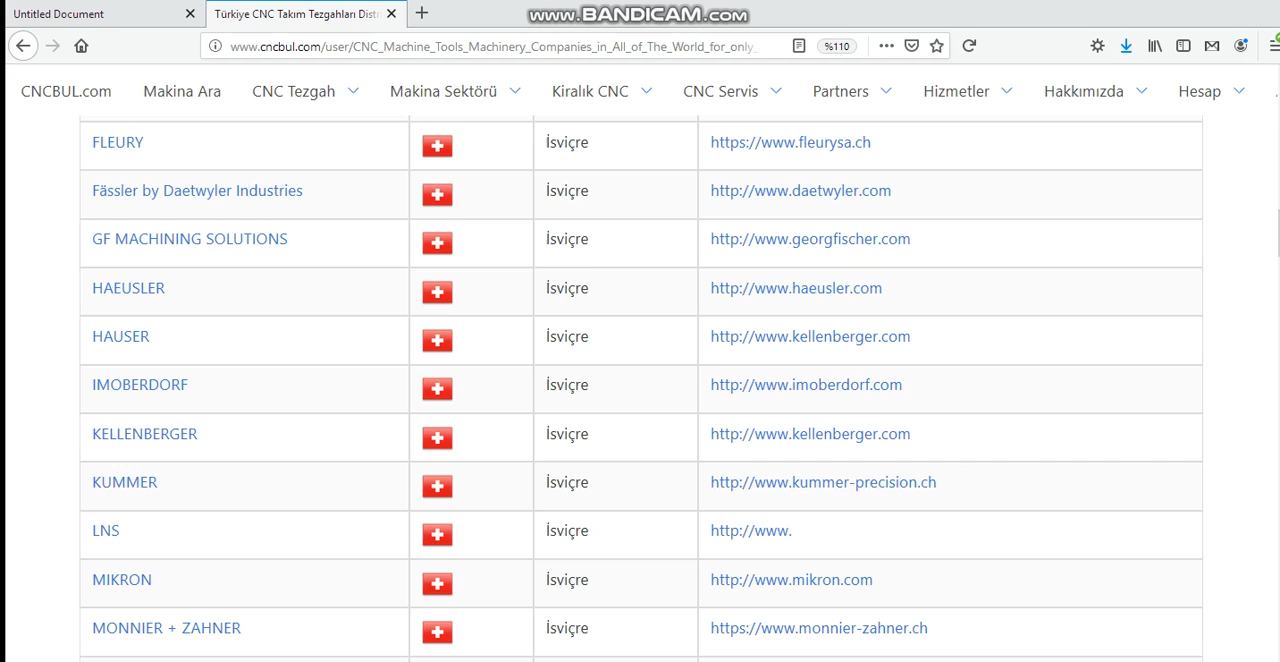 Untitled Document
Türkiye CNC Takım Tezgahları Distri
www.BANDICAM.com
www.cncbul.com/user/CNC_Machine_Tools_Machinery_Companies_in_All_of_The_World_for_only_
%110
CNCBUL.com Makina Ara CNC Tezgah Makina Sektörü Kiralık CNC CNC Servis Partners Hizmetler Hakkımızda Hesap
FLEURY İsviçre https://www.fleurysa.ch
Fässler by Daetwyler Industries İsviçre http://www.daetwyler.com
GF MACHINING SOLUTIONS İsviçre http://www.georgfischer.com
HAEUSLER İsviçre http://www.haeusler.com
HAUSER İsviçre http://www.kellenberger.com
IMOBERDORF İsviçre http://www.imoberdorf.com
KELLENBERGER İsviçre http://www.kellenberger.com
KUMMER İsviçre http://www.kummer-precision.ch
LNS İsviçre http://www.
MIKRON İsviçre http://www.mikron.com
MONNIER + ZAHNER İsviçre https://www.monnier-zahner.ch